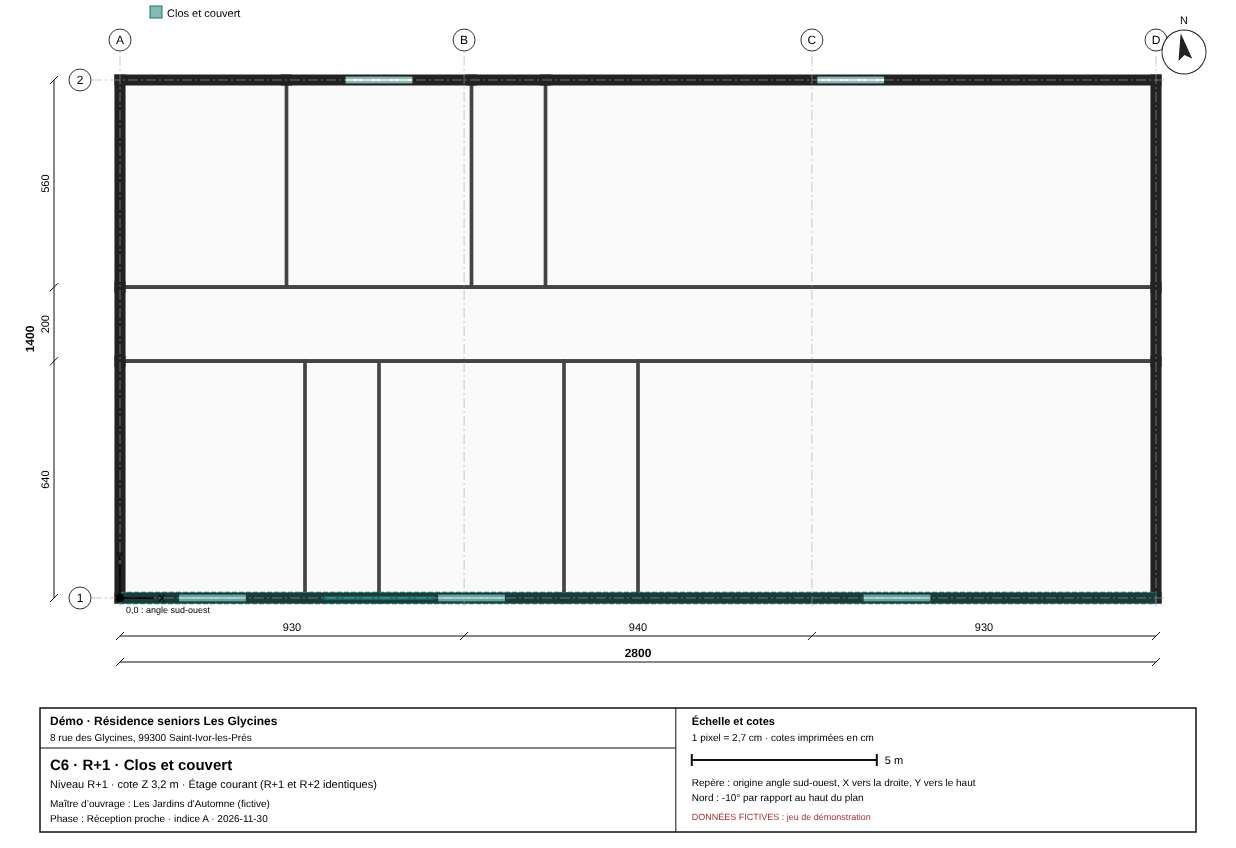 Clos et couvert
N
A
B
C
D
2
560
200
1400
640
1
X
0,0 : angle sud-ouest
930
940
930
2800
Démo · Résidence seniors Les Glycines
8 rue des Glycines, 99300 Saint-Ivor-les-Prés
C6 · R+1 · Clos et couvert
Niveau R+1 · cote Z 3,2 m · Étage courant (R+1 et R+2 identiques)
Maître d'ouvrage : Les Jardins d'Automne (fictive)
Phase : Réception proche · indice A · 2026-11-30
Échelle et cotes
1 pixel = 2,7 cm · cotes imprimées en cm
5 m
Repère : origine angle sud-ouest, X vers la droite, Y vers le haut
Nord : -10° par rapport au haut du plan
DONNÉES FICTIVES : jeu de démonstration